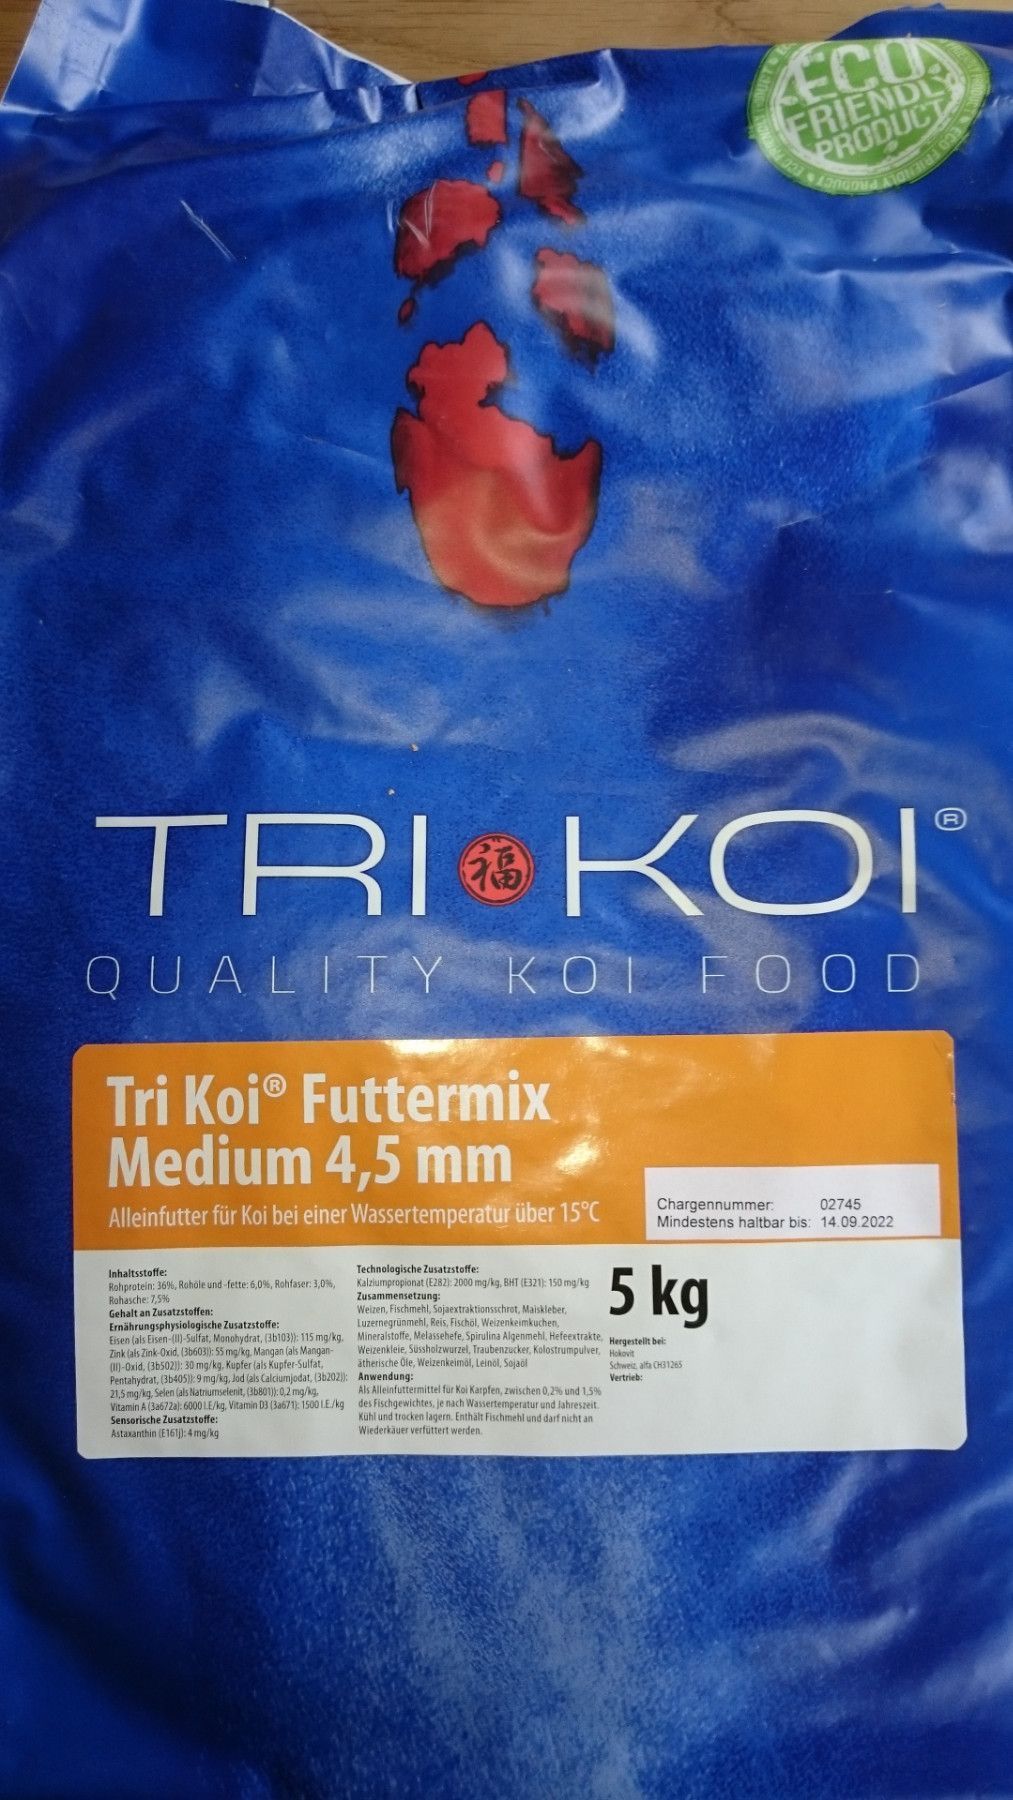 ECO
FRIENDLY
PRODUCT
TRI 福 KOI®
QUALITY KOI FOOD
Tri Koi® Futtermix
Medium 4,5 mm
Alleinfutter für Koi bei einer Wassertemperatur über 15°C
Chargennummer: 02745
Mindestens haltbar bis: 14.09.2022
Inhaltsstoffe:
Rohprotein: 36%, Rohöle und -fette: 6,0%, Rohfaser: 3,0%,
Rohasche: 7,5%
Gehalt an Zusatzstoffen:
Ernährungsphysiologische Zusatzstoffe:
Eisen (als Eisen-(II)-Sulfat, Monohydrat, (3b103)): 115 mg/kg,
Zink (als Zink-Oxid, (3b603)): 55 mg/kg, Mangan (als Mangan-
(II)-Oxid, (3b502)): 30 mg/kg, Kupfer (als Kupfer-Sulfat,
Pentahydrat, (3b405)): 9 mg/kg, Jod (als Calciumjodat, (3b202)):
21,5 mg/kg, Selen (als Natriumselenit, (3b801)): 0,2 mg/kg,
Vitamin A (3a672a): 6000 I.E/kg, Vitamin D3 (3a671): 1500 I.E./kg
Sensorische Zusatzstoffe:
Astaxanthin (E161j): 4 mg/kg
Technologische Zusatzstoffe:
Kalziumpropionat (E282): 2000 mg/kg, BHT (E321): 150 mg/kg
Zusammensetzung:
Weizen, Fischmehl, Sojaextraktionsschrot, Maiskleber,
Luzernegrünmehl, Reis, Fischöl, Weizenkeimkuchen,
Mineralstoffe, Melassehefe, Spirulina Algenmehl, Hefeextrakte,
Weizenkleie, Süssholzwurzel, Traubenzucker, Kolostrumpulver,
ätherische Öle, Weizenkeimöl, Leinöl, Sojaöl
Anwendung:
Als Alleinfuttermittel für Koi Karpfen, zwischen 0,2% und 1,5%
des Fischgewichtes, je nach Wassertemperatur und Jahreszeit.
Kühl und trocken lagern. Enthält Fischmehl und darf nicht an
Wiederkäuer verfüttert werden.
5 kg
Hergestellt bei:
Hokovit
Schweiz, alfa CH31265
Vertrieb: